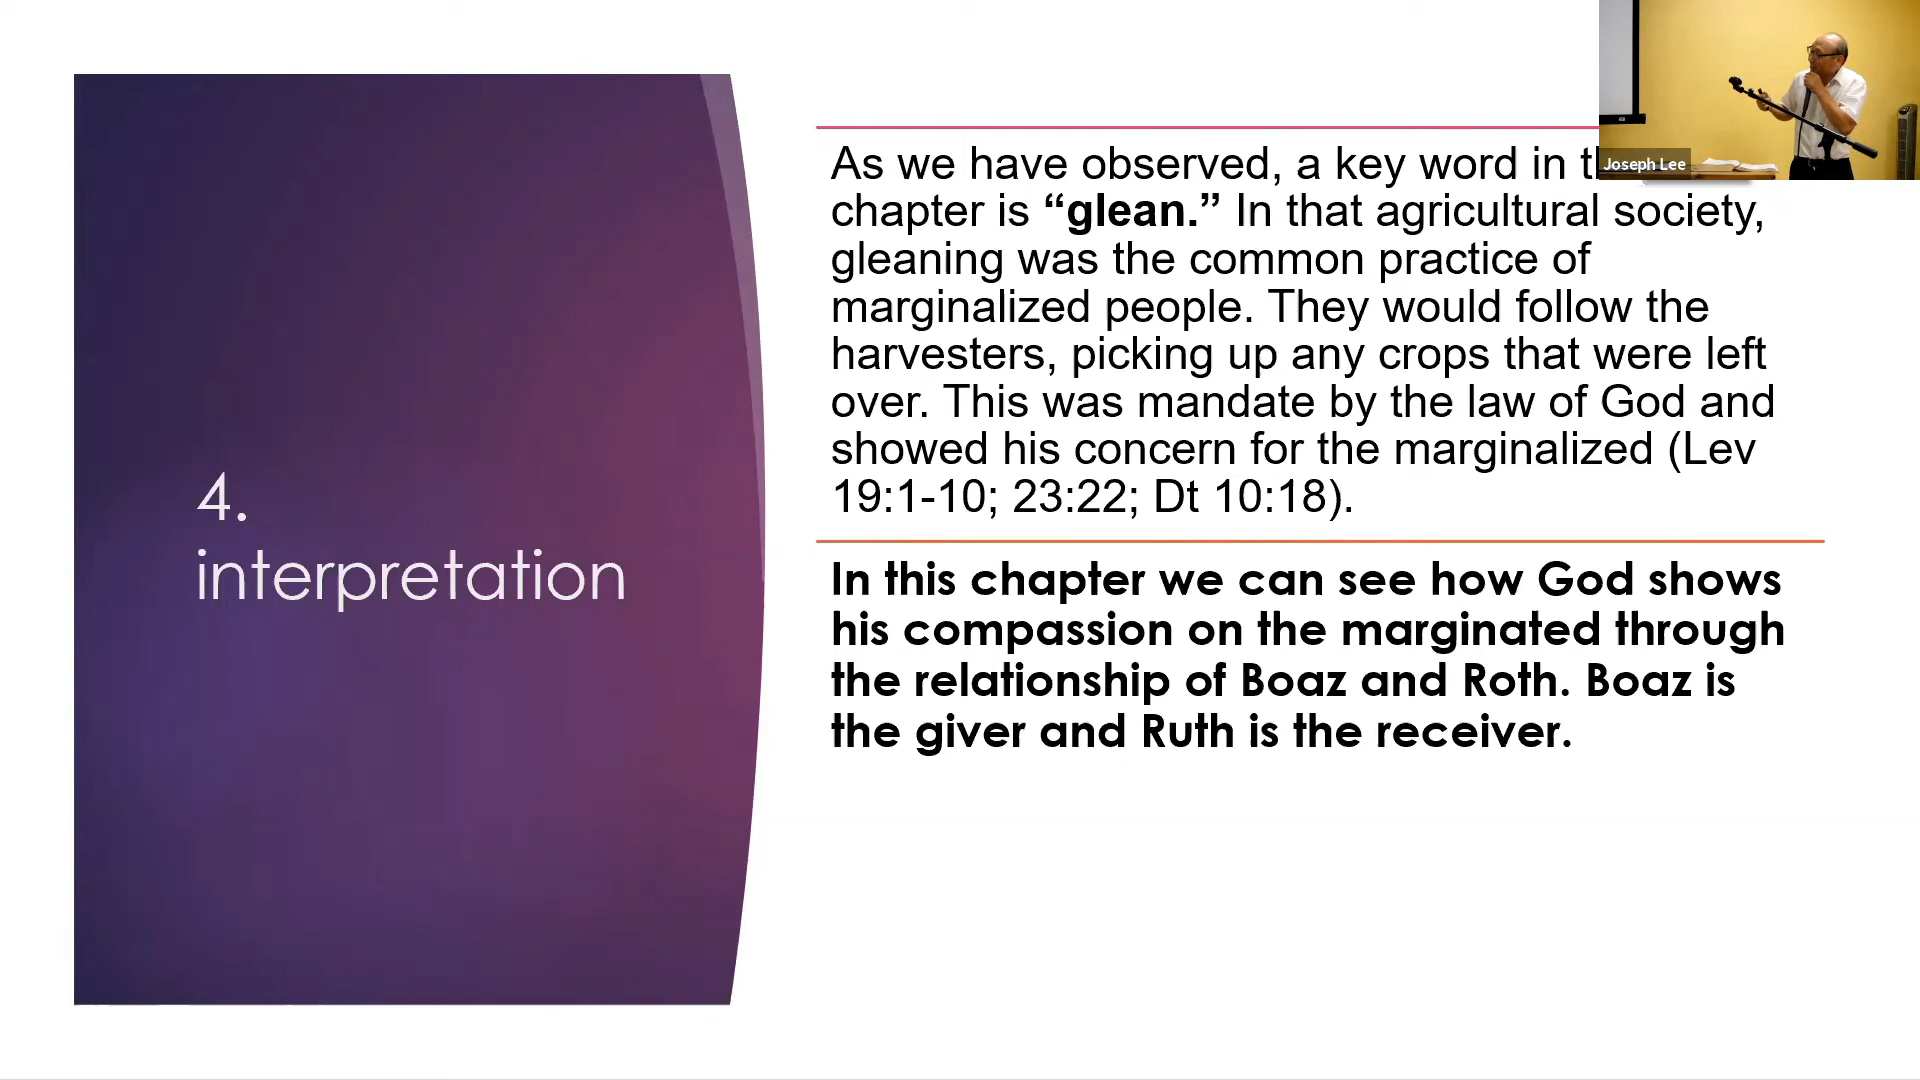 4.
interpretation
As we have observed, a key word in
chapter is “glean.” In that agricultural society,
gleaning was the common practice of
marginalized people. They would follow the
harvesters, picking up any crops that were left
over. This was mandate by the law of God and
showed his concern for the marginalized (Lev
19:1-10; 23:22; Dt 10:18).
In this chapter we can see how God shows
his compassion on the marginated through
the relationship of Boaz and Roth. Boaz is
the giver and Ruth is the receiver.
Joseph Lee